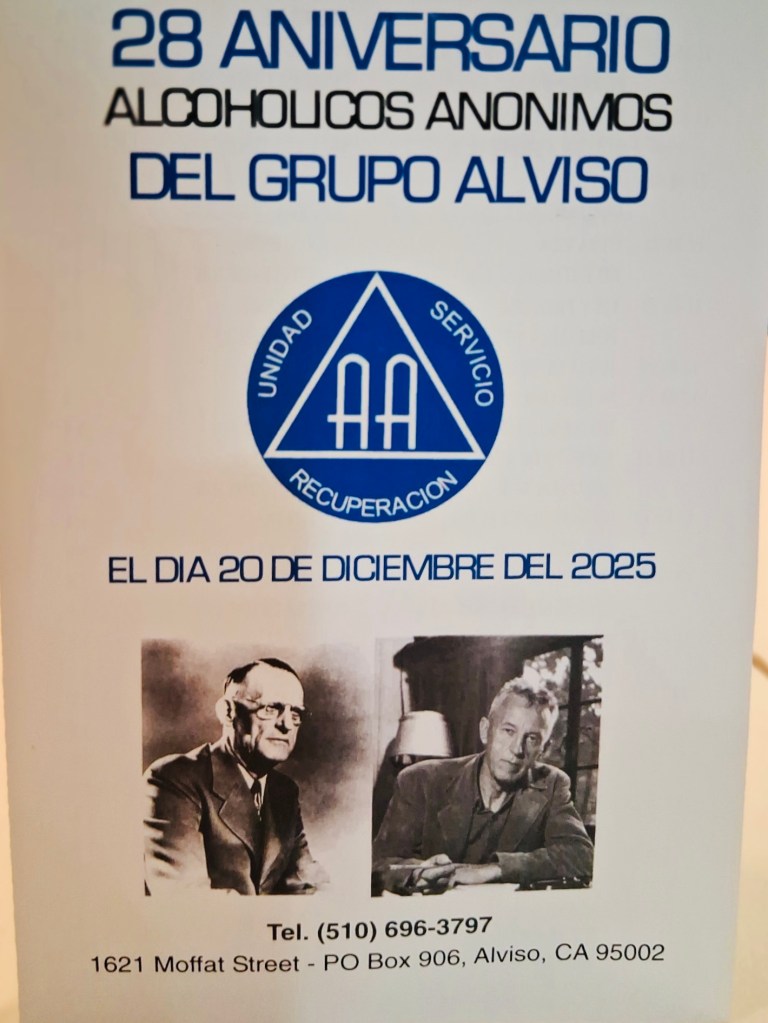 28 ANIVERSARIO
ALCOHOLICOS ANONIMOS
DEL GRUPO ALVISO
UNIDAD
SERVICIO
AA
RECUPERACION
EL DIA 20 DE DICIEMBRE DEL 2025
Tel. (510) 696-3797
1621 Moffat Street - PO Box 906, Alviso, CA 95002